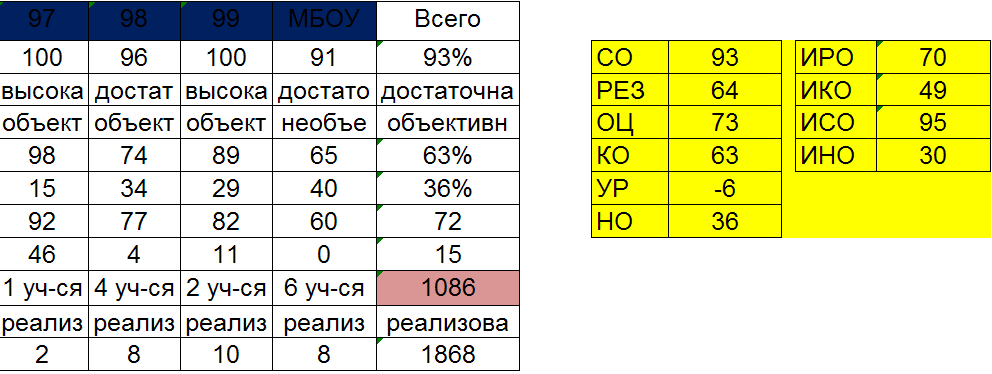 97 98 99 МБОУ Всего
100 96 100 91 93%
высока достат высока достато достаточна
объект объект объект необъе объективн
98 74 89 65 63%
15 34 29 40 36%
92 77 82 60 72
46 4 11 0 15
1 уч-ся 4 уч-ся 2 уч-ся 6 уч-ся 1086
реализ реализ реализ реализ реализова
2 8 10 8 1868
СО 93 ИРО 70
РЕЗ 64 ИКО 49
ОЦ 73 ИСО 95
КО 63 ИНО 30
УР -6
НО 36